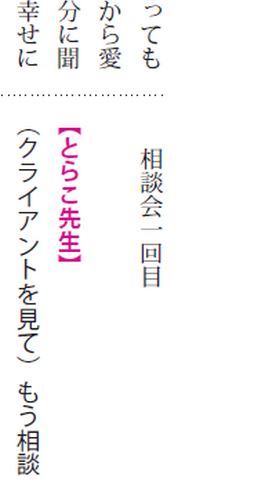 っても
から愛
分に聞
幸せに
相談会一回目
【とらこ先生】
（クライアントを見て）もう相談